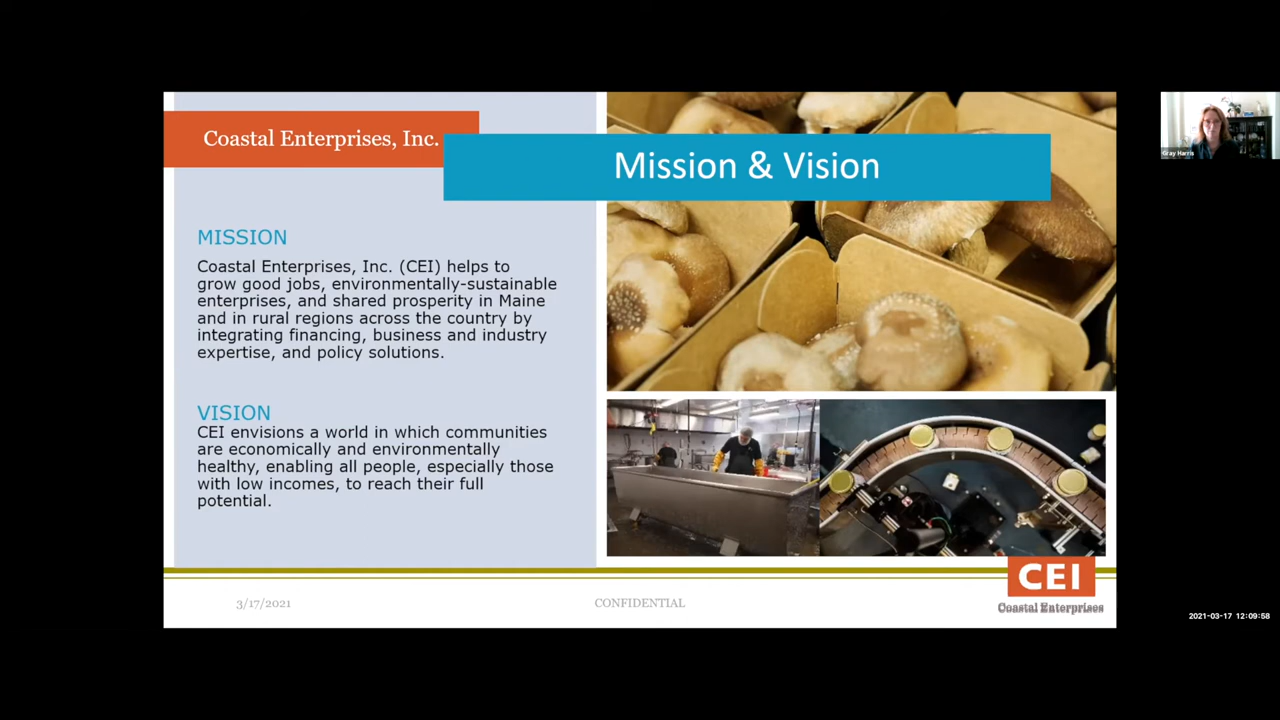 Coastal Enterprises, Inc.
Mission & Vision
MISSION
Coastal Enterprises, Inc. (CEI) helps to
grow good jobs, environmentally-sustainable
enterprises, and shared prosperity in Maine
and in rural regions across the country by
integrating financing, business and industry
expertise, and policy solutions.
VISION
CEI envisions a world in which communities
are economically and environmentally
healthy, enabling all people, especially those
with low incomes, to reach their full
potential.
3/17/2021
CONFIDENTIAL
CEI
Coastal Enterprises
Gray Harris
2021-03-17 12:09:58